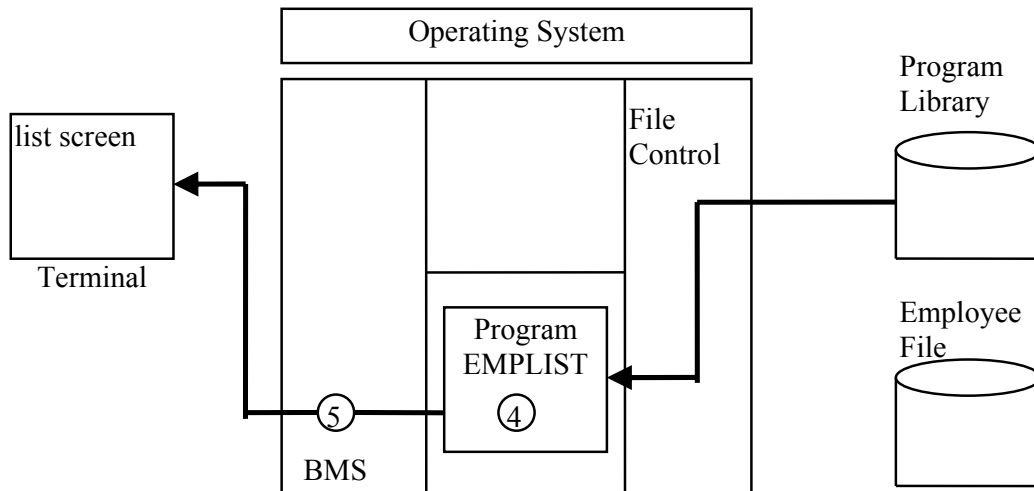 Operating System
Program
Library
list screen
File
Control
Terminal
Program
EMPLIST
4
Employee
File
5
BMS